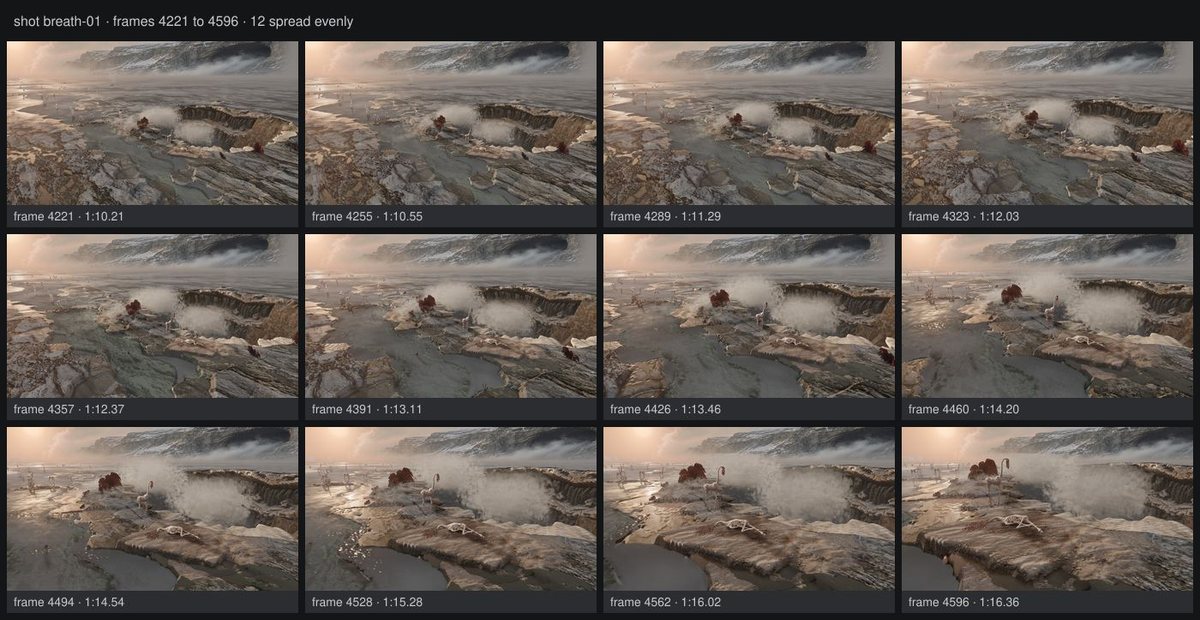 shot breath-01 · frames 4221 to 4596 · 12 spread evenly
frame 4221 · 1:10.21
frame 4255 · 1:10.55
frame 4289 · 1:11.29
frame 4323 · 1:12.03
frame 4357 · 1:12.37
frame 4391 · 1:13.11
frame 4426 · 1:13.46
frame 4460 · 1:14.20
frame 4494 · 1:14.54
frame 4528 · 1:15.28
frame 4562 · 1:16.02
frame 4596 · 1:16.36